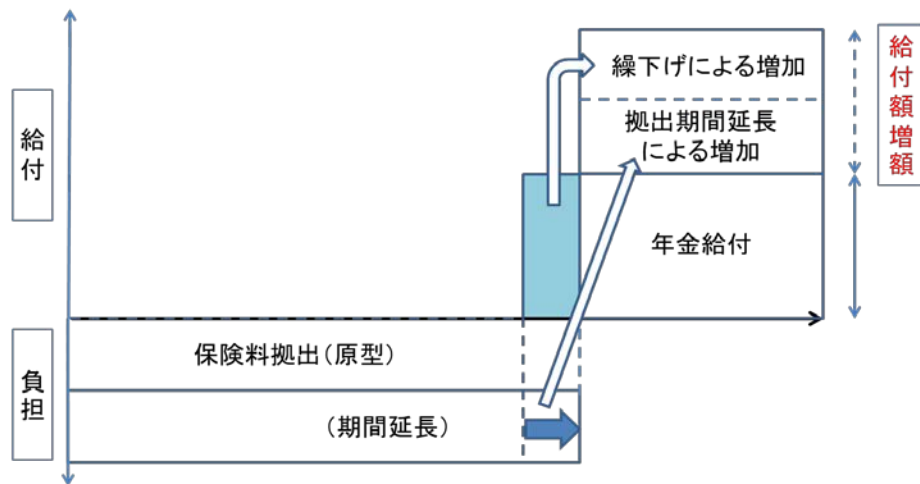 給付
繰下げによる増加
拠出期間延長
による増加
年金給付
給付額増額
負担
保険料拠出(原型)
(期間延長)